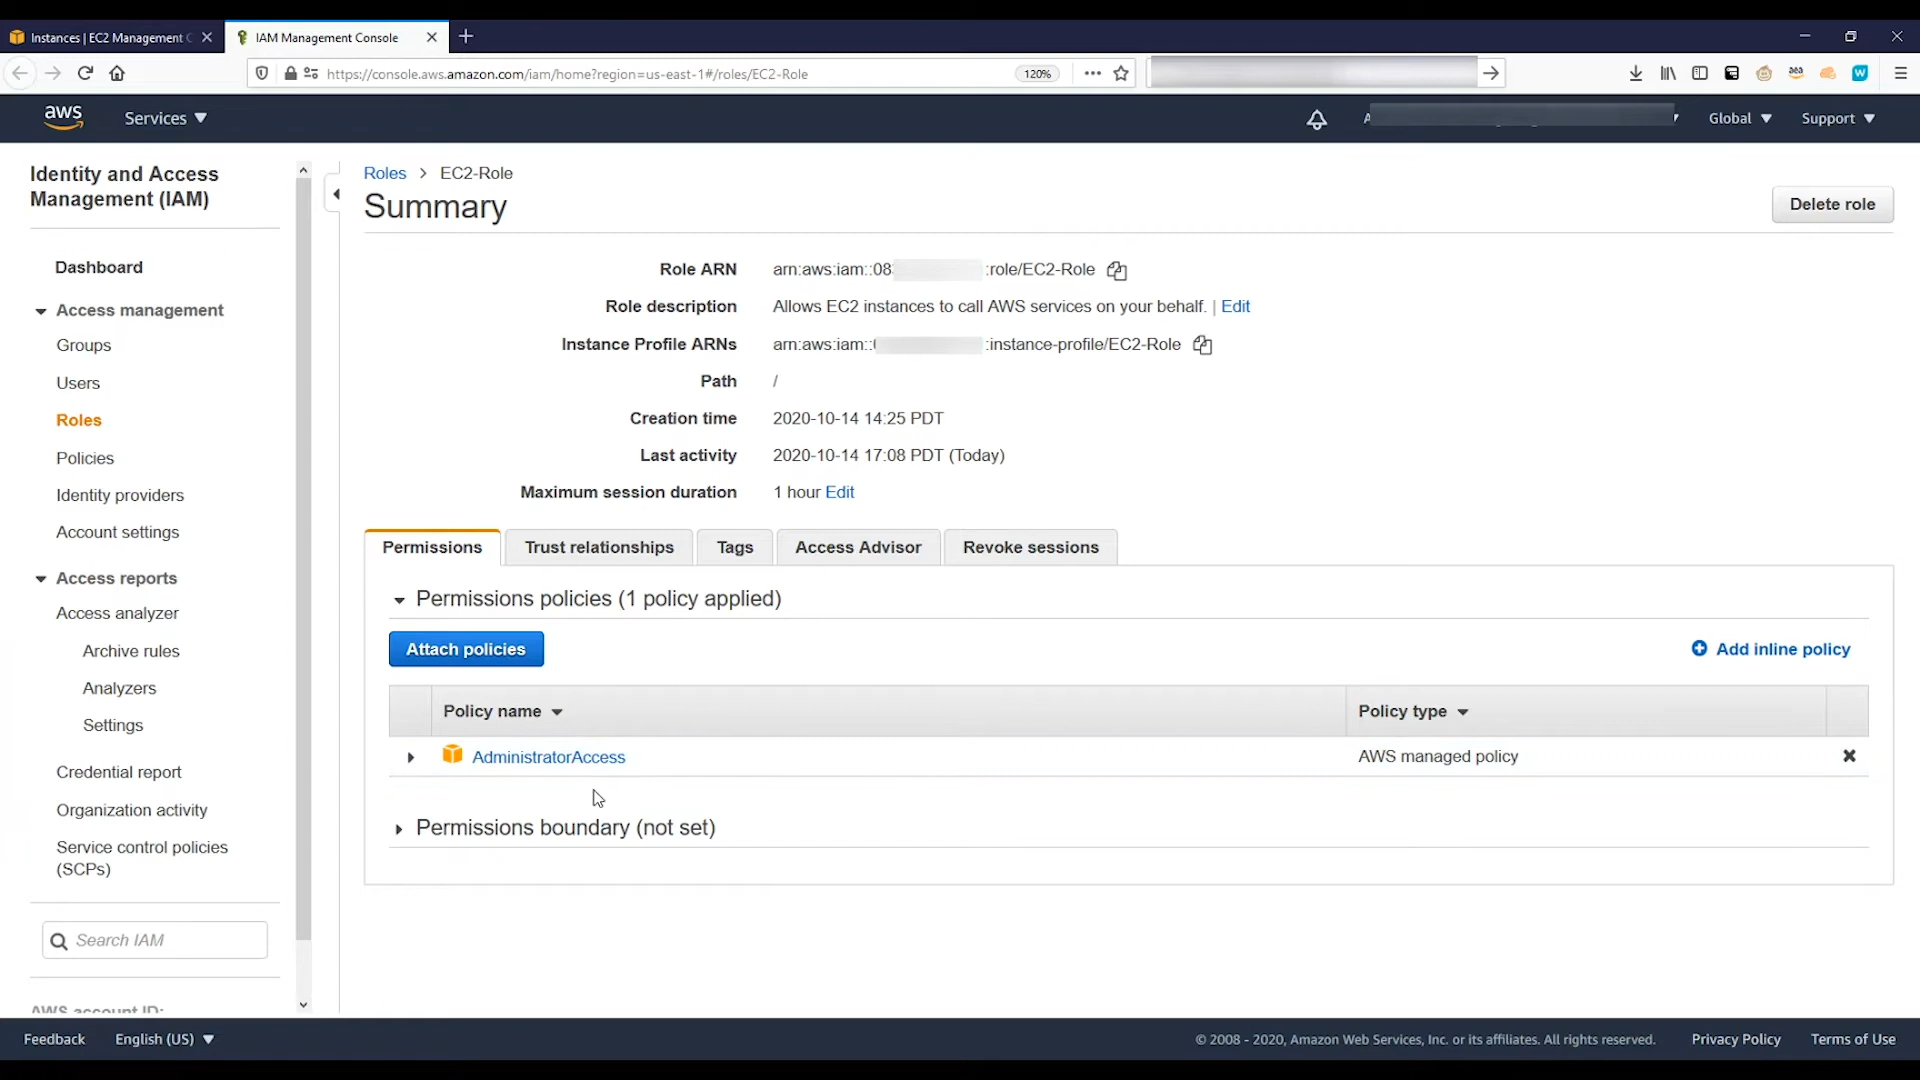 Instances | EC2 Management C
IAM Management Console
https://console.aws.amazon.com/iam/home?region=us-east-1#/roles/EC2-Role
120%
aws
Services
Global
Support
Identity and Access
Management (IAM)
Dashboard
Access management
Groups
Users
Roles
Policies
Identity providers
Account settings
Access reports
Access analyzer
Archive rules
Analyzers
Settings
Credential report
Organization activity
Service control policies
(SCPs)
Search IAM
AWS account ID:
Roles > EC2-Role
Summary
Delete role
Role ARN arn:aws:iam::08 :role/EC2-Role
Role description Allows EC2 instances to call AWS services on your behalf. | Edit
Instance Profile ARNs arn:aws:iam:: :instance-profile/EC2-Role
Path /
Creation time 2020-10-14 14:25 PDT
Last activity 2020-10-14 17:08 PDT (Today)
Maximum session duration 1 hour Edit
Permissions Trust relationships Tags Access Advisor Revoke sessions
Permissions policies (1 policy applied)
Attach policies
Add inline policy
Policy name Policy type
AdministratorAccess AWS managed policy
Permissions boundary (not set)
Feedback English (US) © 2008 - 2020, Amazon Web Services, Inc. or its affiliates. All rights reserved. Privacy Policy Terms of Use